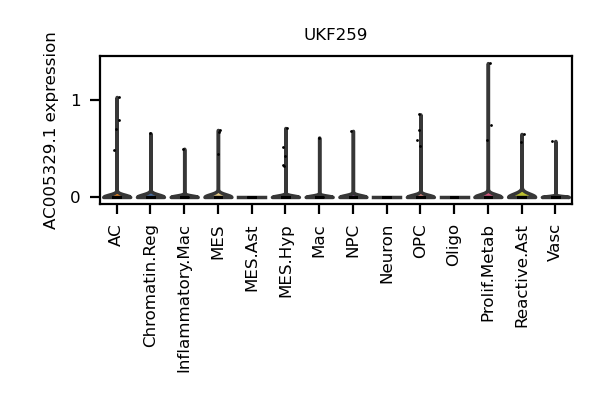 UKF259
AC005329.1 expression
1
0
AC
Chromatin.Reg
Inflammatory.Mac
MES
MES.Ast
MES.Hyp
Mac
NPC
Neuron
OPC
Oligo
Prolif.Metab
Reactive.Ast
Vasc